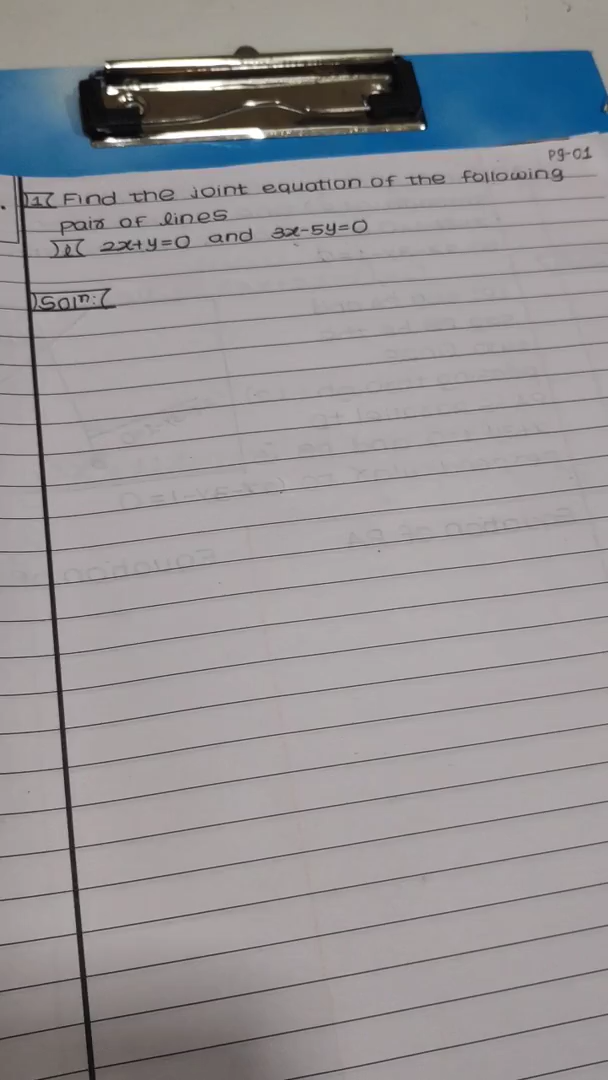 Pg-01
]1[ Find the joint equation of the following
pair of lines
]e[ 2x+y=0 and 3x-5y=0
]Solⁿ:[